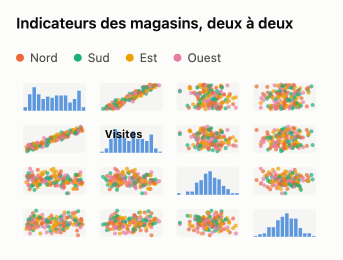 Indicateurs des magasins, deux à deux
Nord
Sud
Est
Ouest
Visites